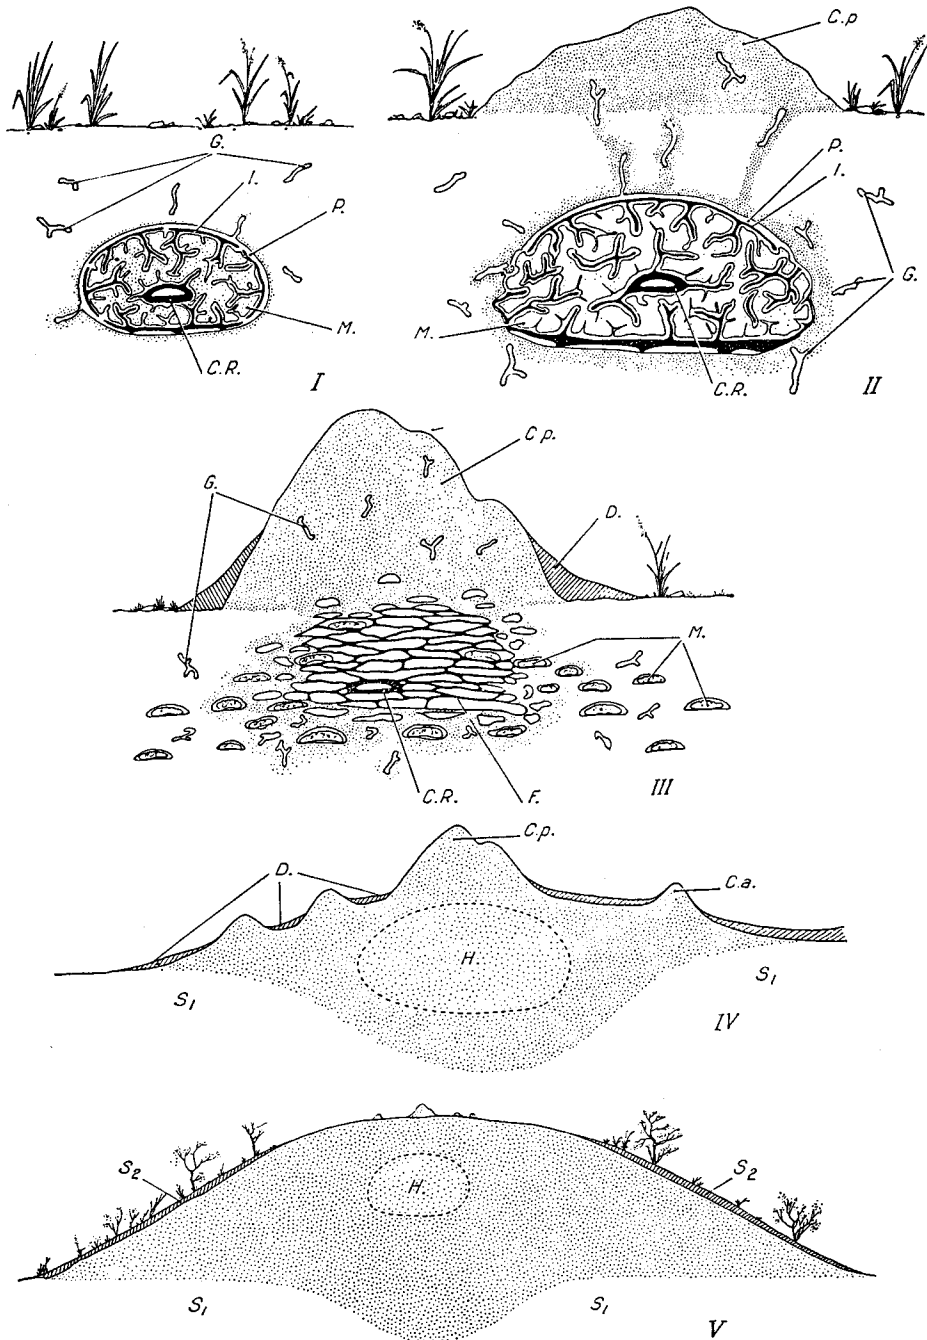 C.p
G.
I.
P.
M.
C.R.
I
P.
I.
G.
M.
C.R.
II
C.p.
G.
D.
M.
C.R.
F.
III
C.p.
D.
C.a.
H.
S1
S1
IV
S2
S2
H.
S1
S1
V